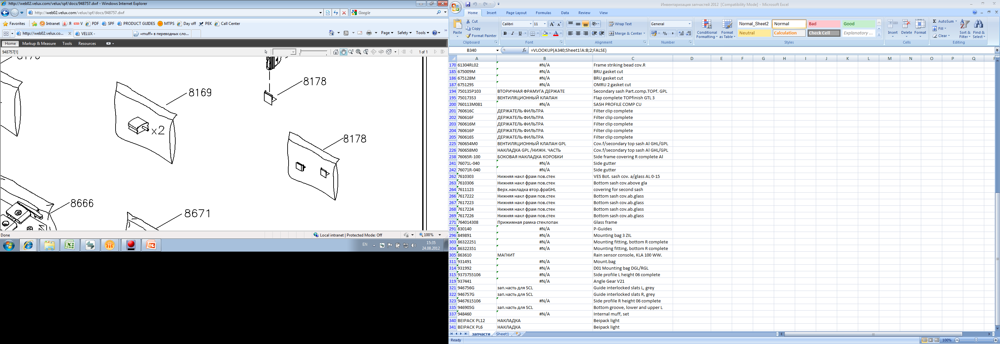 http://web02.velux.com/velux/spf/docs/948757.dwf - Windows Internet Explorer
http://web02.velux.com/velux/spf/docs/948757.dwf
Google
Favorites
Intranet
Я
V
PDF
SPF
PRODUCT GUIDES
MTPS
Day off
PEK
Call Center
http://web02.velux.co...
VELUX -
«muff» в переводных сло...
Page
Safety
Tools
Home
Markup & Measure
Tools
Resources
948757[1]
1 of 1
8178
8169
x2
8178
8666
8671
Done
Local intranet | Protected Mode: Off
100%
EN
15:35
24.08.2012
Инвентаризация запчастей 2012 [Compatibility Mode] - Microsoft Excel
Home Insert Page Layout Formulas Data Review View
Paste
Cut
Copy
Format Painter
Clipboard
Calibri 11
B I U
Font
Wrap Text
Merge & Center
Alignment
General
Number
Conditional Formatting
Format as Table
Normal_Sheet2 Normal Bad Good
Neutral Calculation Check Cell Explanatory ...
Styles
Insert Delete Format
Cells
AutoSum
Fill
Clear
Sort & Filter
Find & Select
Editing
B340 =VLOOKUP(A340;Sheet1!A:B;2;FALSE)
A B C D E F G H I J K L M N O P Q
170 61304RL02 #N/A Frame striking bead cov.R
185 675009M #N/A BRU gasket cut
186 675128M #N/A BRU gasket cut
187 675129S #N/A OMRU 2 gasket cut
194 750135P103 ВТОРИЧНАЯ ФРАМУГА ДЕРЖАТЕ Secondary sash Part.comp.TOPf. GPL
195 750173S3 ВЕНТИЛЯЦИОННЫЙ КЛАПАН Flap complete TOPfinish GTL 3
200 760113M081 #N/A SASH PROFILE COMP CU
201 760616C ДЕРЖАТЕЛЬ ФИЛЬТРА Filter clip complete
202 760616F ДЕРЖАТЕЛЬ ФИЛЬТРА Filter clip complete
203 760616M ДЕРЖАТЕЛЬ ФИЛЬТРА Filter clip complete
204 760616P ДЕРЖАТЕЛЬ ФИЛЬТРА Filter clip complete
205 760616S ДЕРЖАТЕЛЬ ФИЛЬТРА Filter clip complete
225 760654M0 ВЕНТИЛЯЦИОННЫЙ КЛАПАН GPL Cov.f/secondary top sash Al GHL/GPL
226 760658M0 НАКЛАДКА GPL /НИЖН. ЧАСТЬ Cov.f/secondary top sash Al GHL/GPL
238 76065R-100 БОКОВАЯ НАКЛАДКА КОРОБКИ Side frame covering R complete Al
241 76071L-040 #N/A Side gutter
242 76071R-040 #N/A Side gutter
262 7610303 Нижняя накл фрам пов.стек VES Bot. sash cov. a/glass AL 0-15
263 7610306 Нижняя накл фрам пов.стек Bottom sash cov.above gla
264 7611123 Верх.накладка втор.фраGHL covering for second sash
266 7617222 Нижняя накл фрам пов.стек Bottom sash cov.ab.glass
267 7617223 Нижняя накл фрам пов.стек Bottom sash cov.ab.glass
268 7617224 Нижняя накл фрам пов.стек Bottom sash cov.ab.glass
269 7617226 Нижняя накл фрам пов.стек Bottom sash cov.ab.glass
271 764014308 Прижимная рамка стеклопак Glass frame
291 830140 #N/A P-Guides
296 849891 #N/A Mounting bag 3 ZIL
303 86322251 #N/A Mounting fitting, bottom R complete
304 86322351 #N/A Mounting fitting, bottom R complete
305 863610 МАГНИТ Rain sensor console, KLA 100 WW.
311 931491 #N/A Mount.bag
314 931992 #N/A D01 Mounting bag DGL/RGL
315 9373755106 #N/A Side profile L height 06 complete
319 937441 #N/A Angle Gear V21
321 946756G зап.часть для SCL Guide interlocked slats L, grey
322 946757G зап.часть для SCL Guide interlocked slats R, grey
323 9467615106 #N/A Side profile R height 06 complete
335 946905G зап.часть для SCL Bottom groove, lower and upper L
337 948460 #N/A Internal muff, set
340 BEIPACK PL12 НАКЛАДКА Beipack light
341 BEIPACK PL6 НАКЛАДКА Beipack light
запчасти Sheet1
Ready
100%